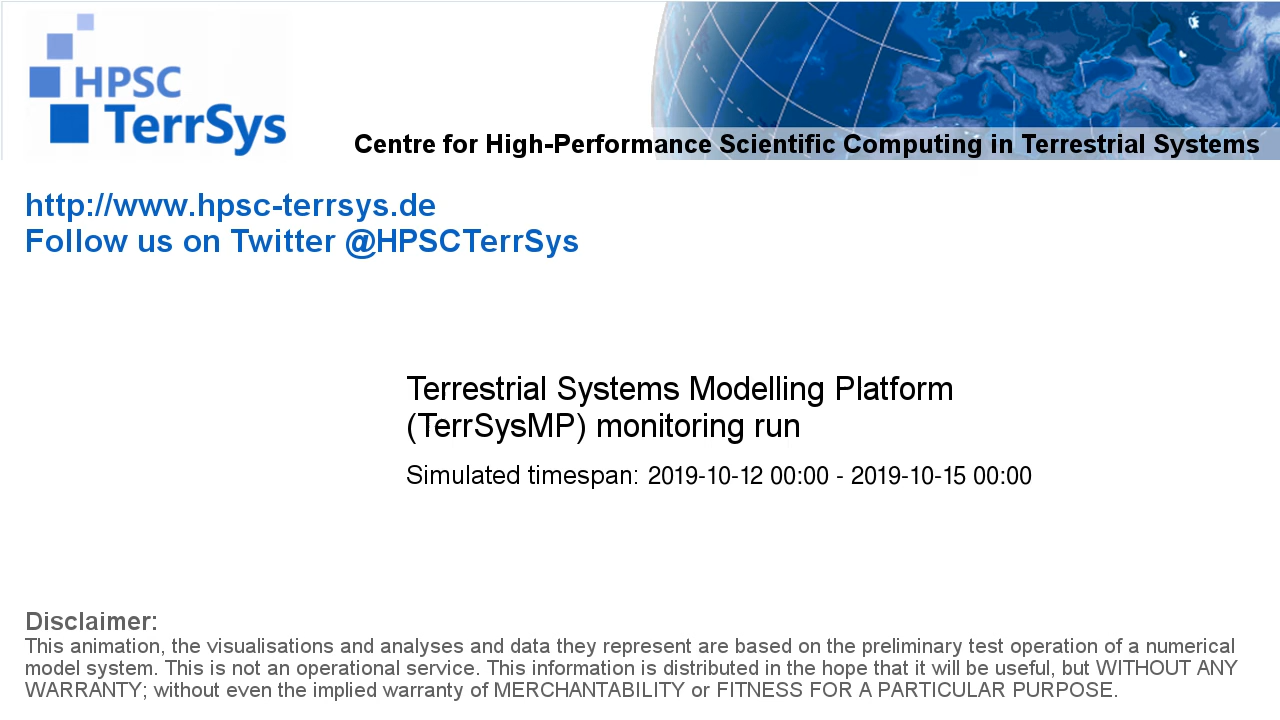 HPSC
TerrSys
Centre for High-Performance Scientific Computing in Terrestrial Systems
http://www.hpsc-terrsys.de
Follow us on Twitter @HPSCTerrSys
Terrestrial Systems Modelling Platform
(TerrSysMP) monitoring run
Simulated timespan: 2019-10-12 00:00 - 2019-10-15 00:00
Disclaimer:
This animation, the visualisations and analyses and data they represent are based on the preliminary test operation of a numerical
model system. This is not an operational service. This information is distributed in the hope that it will be useful, but WITHOUT ANY
WARRANTY; without even the implied warranty of MERCHANTABILITY or FITNESS FOR A PARTICULAR PURPOSE.